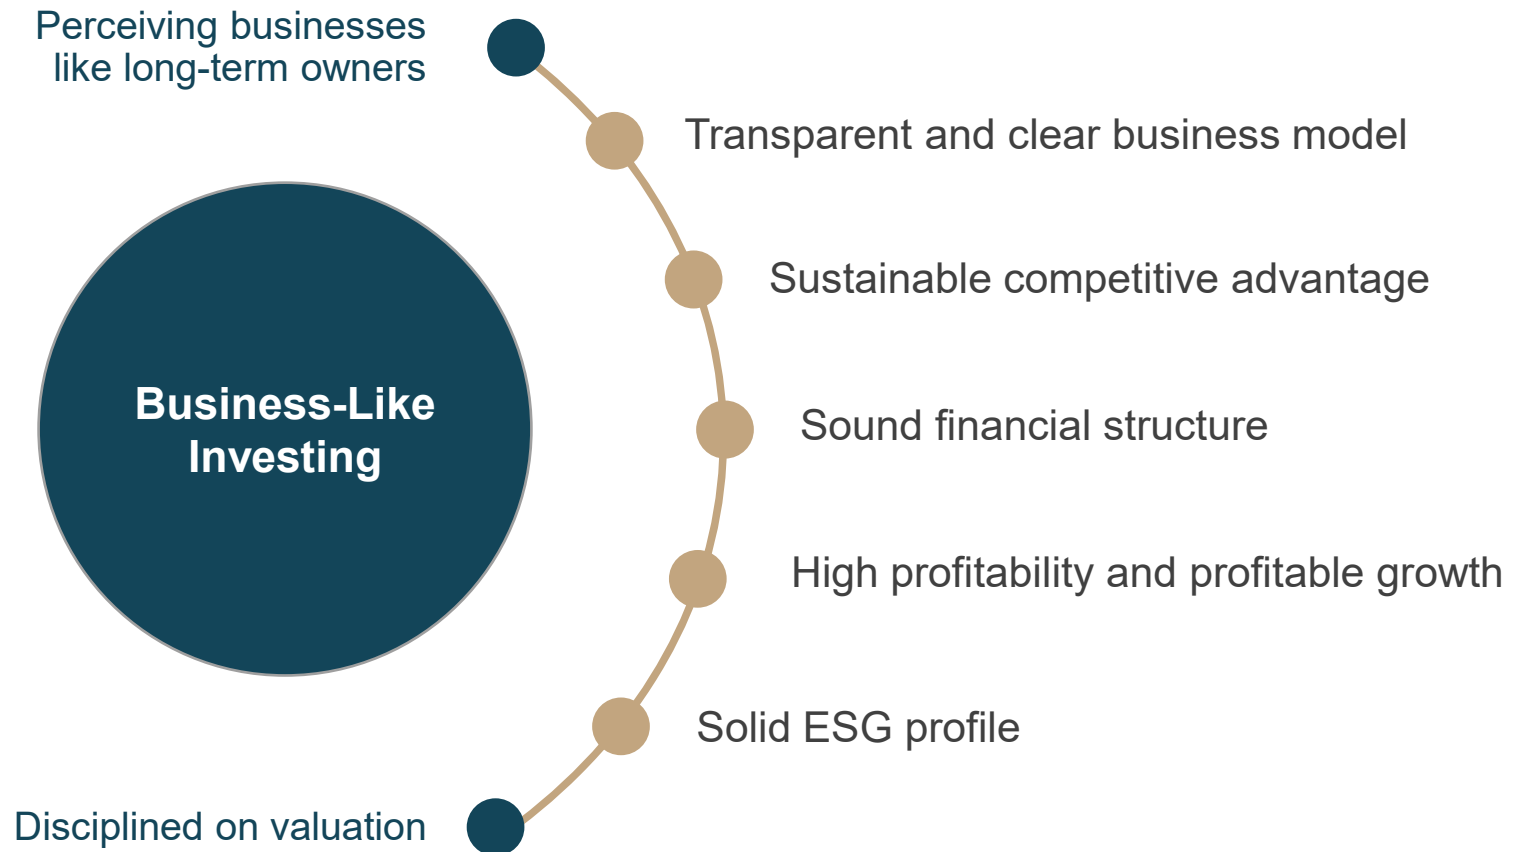 Perceiving businesses
like long-term owners
Transparent and clear business model
Sustainable competitive advantage
Business-Like
Investing
Sound financial structure
High profitability and profitable growth
Solid ESG profile
Disciplined on valuation